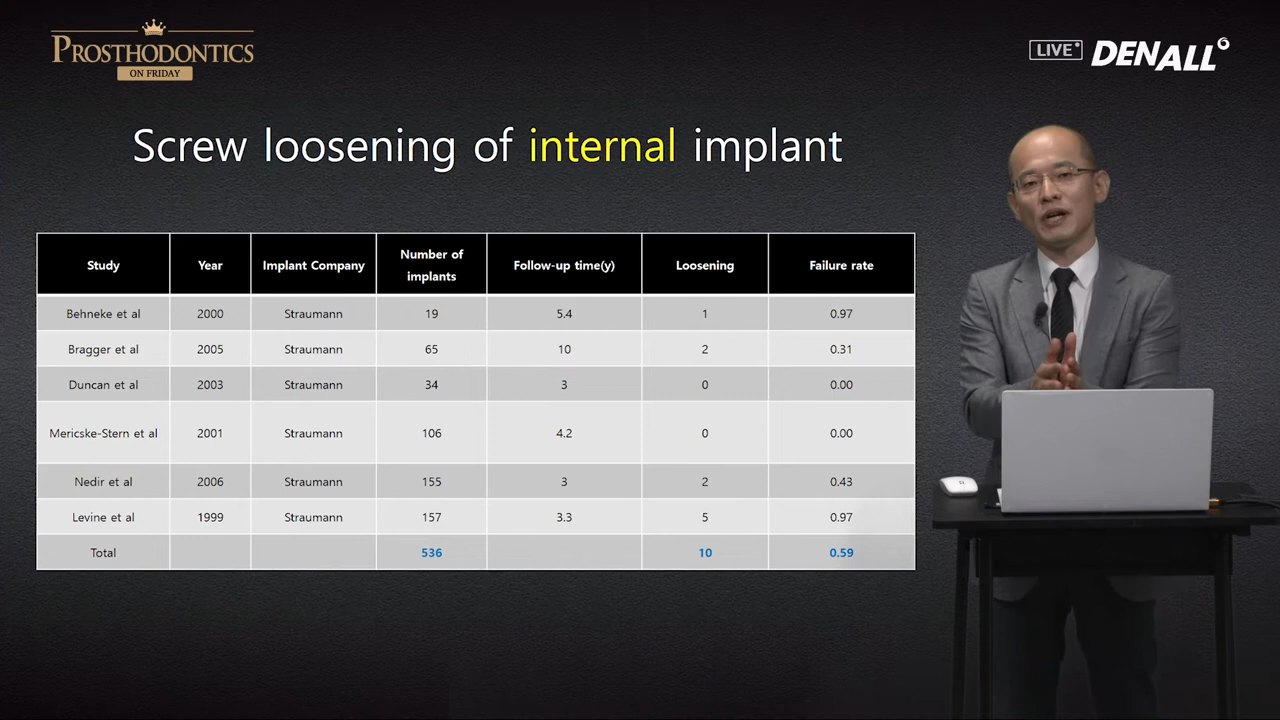 PROSTHODONTICS
ON FRIDAY
LIVE
DENALL
Screw loosening of internal implant
Study Year Implant Company Number of implants Follow-up time(y) Loosening Failure rate
Behneke et al 2000 Straumann 19 5.4 1 0.97
Bragger et al 2005 Straumann 65 10 2 0.31
Duncan et al 2003 Straumann 34 3 0 0.00
Mericske-Stern et al 2001 Straumann 106 4.2 0 0.00
Nedir et al 2006 Straumann 155 3 2 0.43
Levine et al 1999 Straumann 157 3.3 5 0.97
Total 536 10 0.59